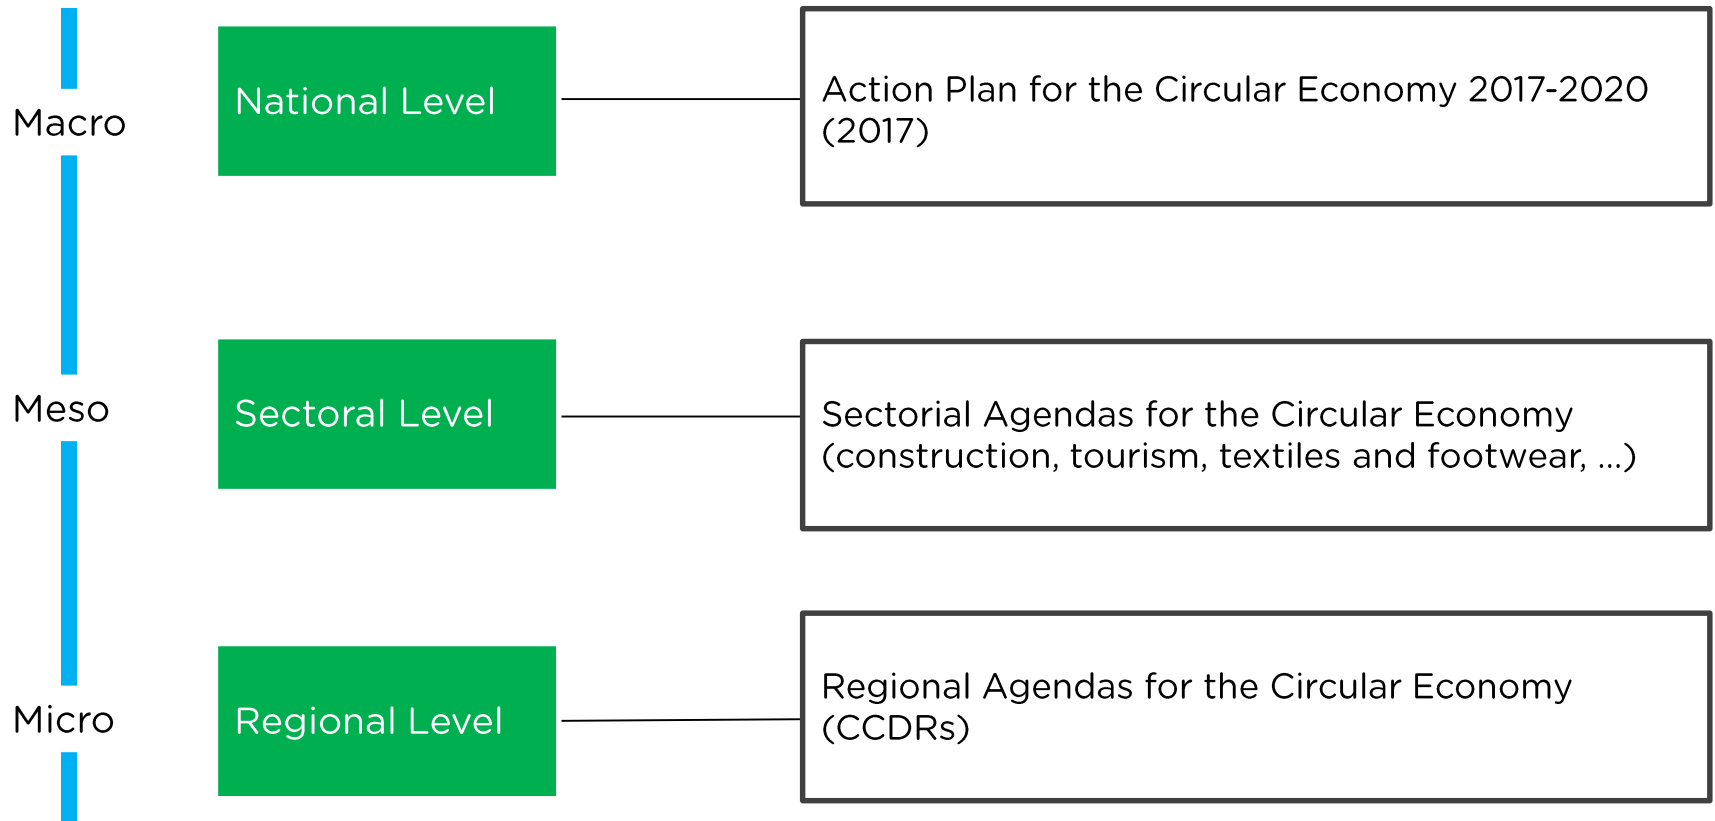 Macro
National Level
Action Plan for the Circular Economy 2017-2020
(2017)
Meso
Sectoral Level
Sectorial Agendas for the Circular Economy
(construction, tourism, textiles and footwear, ...)
Micro
Regional Level
Regional Agendas for the Circular Economy
(CCDRs)